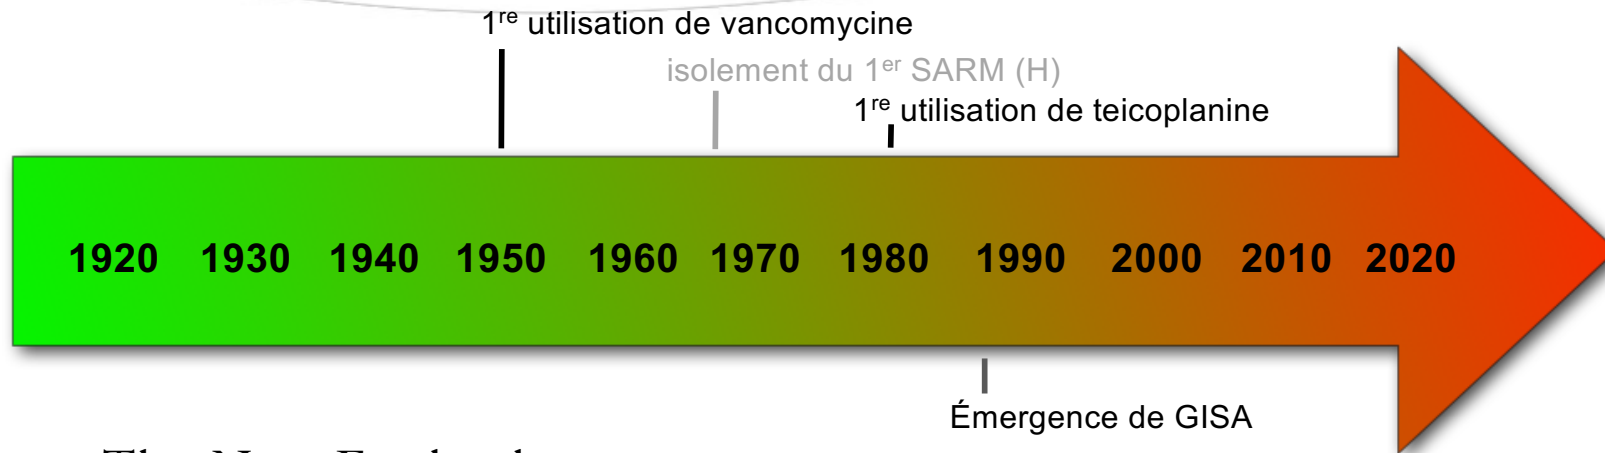 1re utilisation de vancomycine
isolement du 1er SARM (H)
1re utilisation de teicoplanine
1920 1930 1940 1950 1960 1970 1980 1990 2000 2010 2020
Émergence de GISA